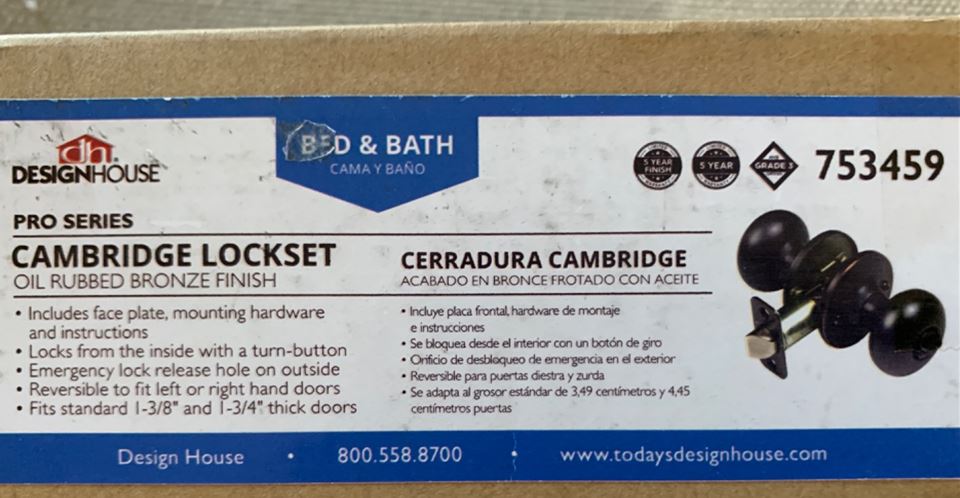 BED & BATH
CAMA Y BAÑO
dh
DESIGNHOUSE
5 YEAR
FINISH
5 YEAR
GRADE 3
753459
PRO SERIES
CAMBRIDGE LOCKSET
OIL RUBBED BRONZE FINISH
• Includes face plate, mounting hardware
and instructions
• Locks from the inside with a turn-button
• Emergency lock release hole on outside
• Reversible to fit left or right hand doors
• Fits standard 1-3/8" and 1-3/4" thick doors
CERRADURA CAMBRIDGE
ACABADO EN BRONCE FROTADO CON ACEITE
• Incluye placa frontal, hardware de montaje
e instrucciones
• Se bloquea desde el interior con un botón de giro
• Orificio de desbloqueo de emergencia en el exterior
• Reversible para puertas diestra y zurda
• Se adapta al grosor estándar de 3,49 centímetros y 4,45
centímetros puertas
Design House • 800.558.8700 • www.todaysdesignhouse.com